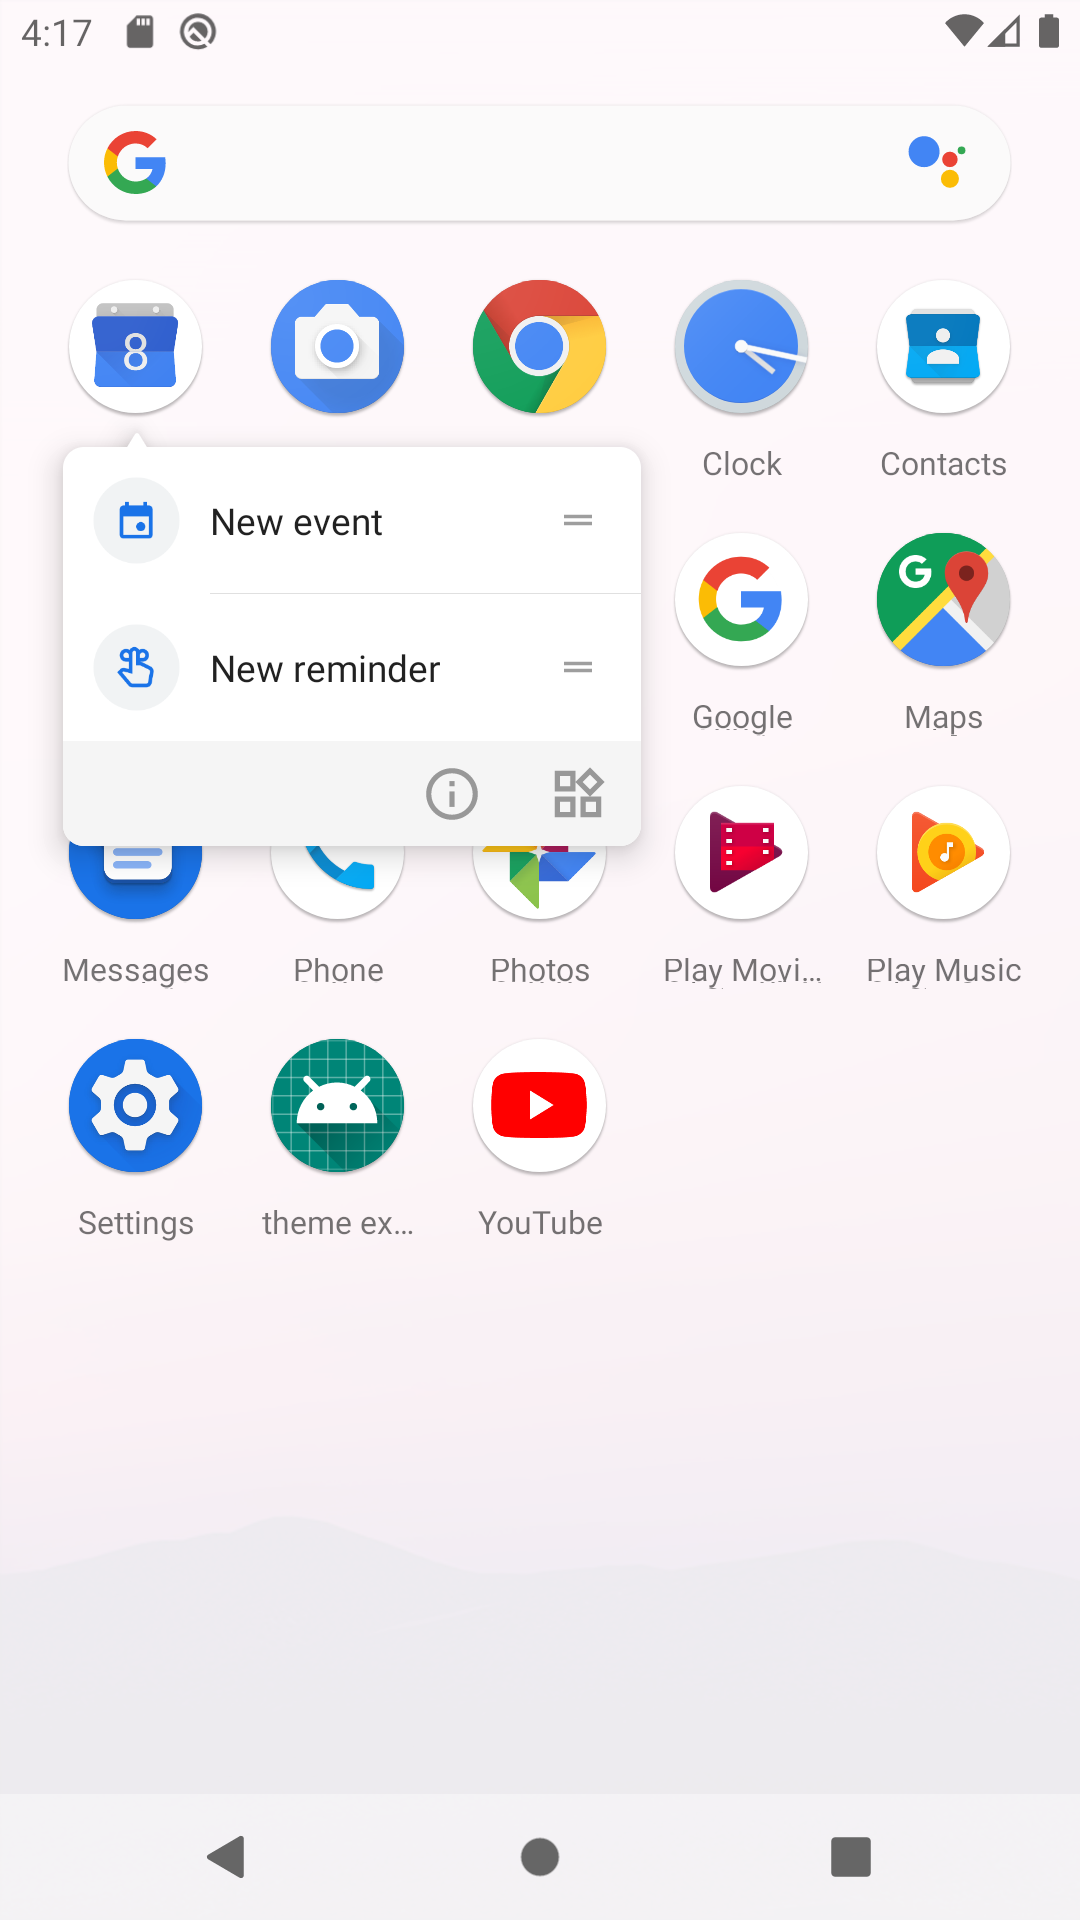 4:17
8
Clock
Contacts
New event
New reminder
Google
Maps
Messages
Phone
Photos
Play Movi...
Play Music
Settings
theme ex...
YouTube